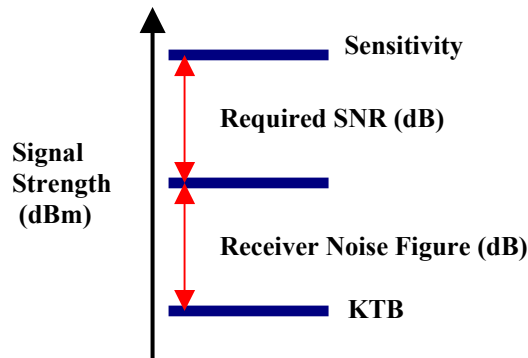 Sensitivity
Required SNR (dB)
Signal
Strength
(dBm)
Receiver Noise Figure (dB)
KTB